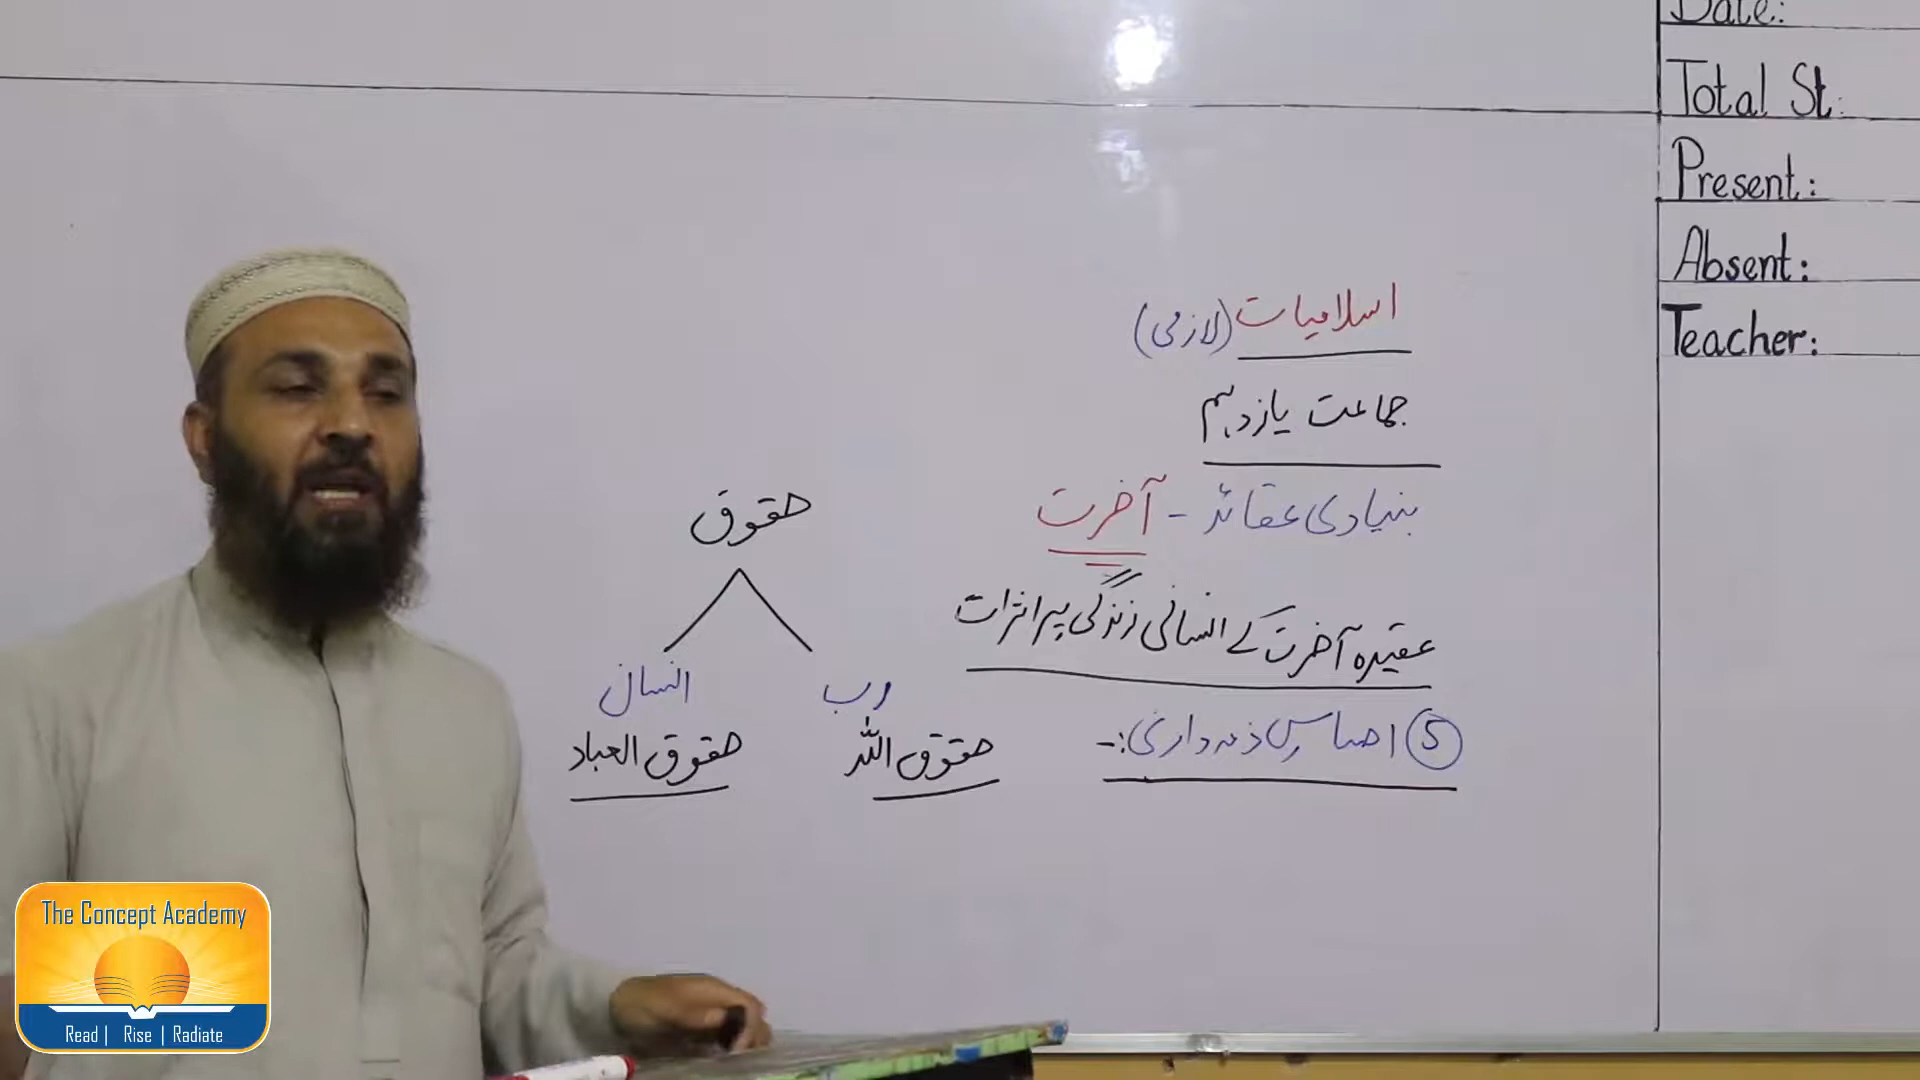 Date:
Total St:
Present:
Absent:
Teacher:
اسلامیات (لازمی)
جماعت یازدہم
بنیادی عقائد - آخرت
عقیدہ آخرت کے انسانی زندگی پر اثرات
5 احساس ذمہ داری :-
حقوق
رب
انسان
حقوق اللہ
حقوق العباد
The Concept Academy
Read | Rise | Radiate